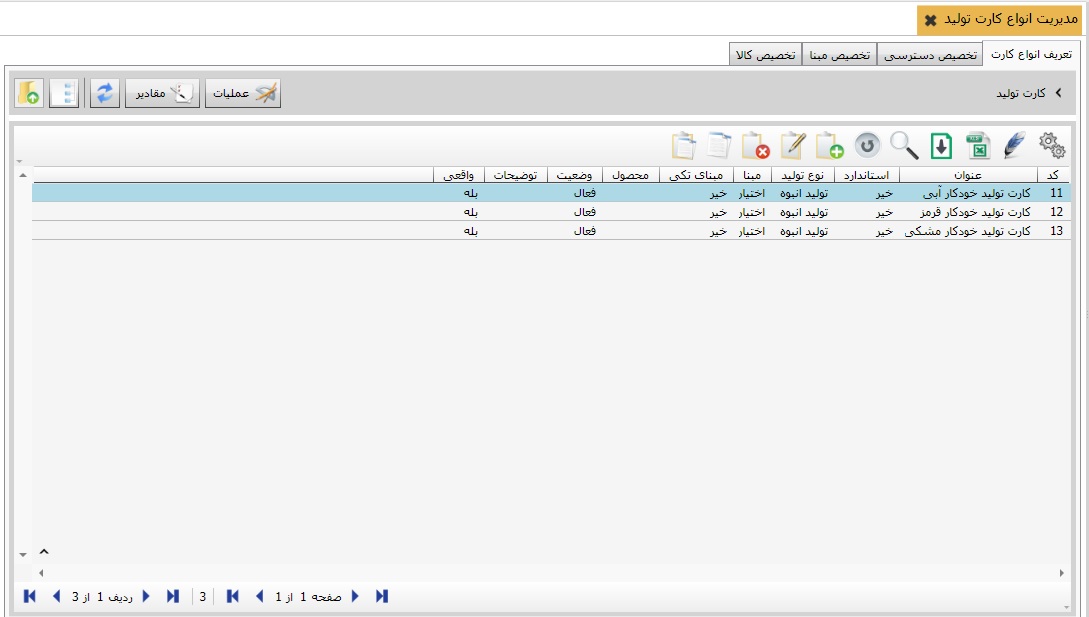 مدیریت انواع کارت تولید
تعریف انواع کارت تخصیص دسترسی تخصیص مبنا تخصیص کالا
کارت تولید عملیات مقادیر
کد عنوان استاندارد نوع تولید مبنا مبنای تکی محصول وضعیت توضیحات واقعی
11 کارت تولید خودکار آبی خیر تولید انبوه اختیار خیر فعال بله
12 کارت تولید خودکار قرمز خیر تولید انبوه اختیار خیر فعال بله
13 کارت تولید خودکار مشکی خیر تولید انبوه اختیار خیر فعال بله
صفحه 1 از 1 3 ردیف 1 از 3